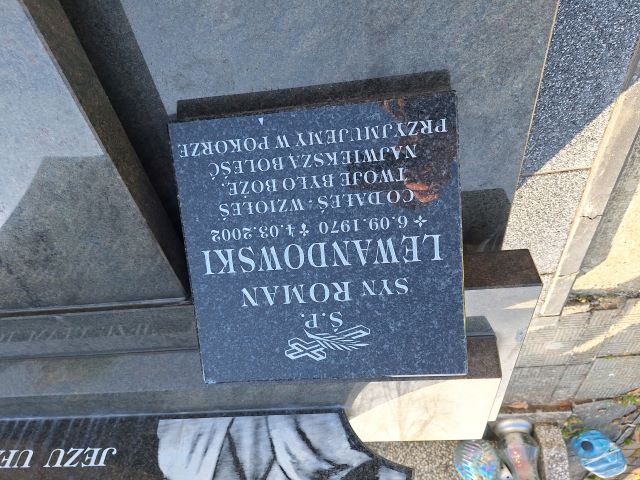 Ś.P.
SYN ROMAN
LEWANDOWSKI
6.09.1970 4.03.2002
CO DAŁEŚ - WZIOŁEŚ
TWOJE BYŁO BOŻE.
NAJWIĘKSZĄ BOLEŚĆ
PRZYJMUJEMY W POKORZE
JEZU UF